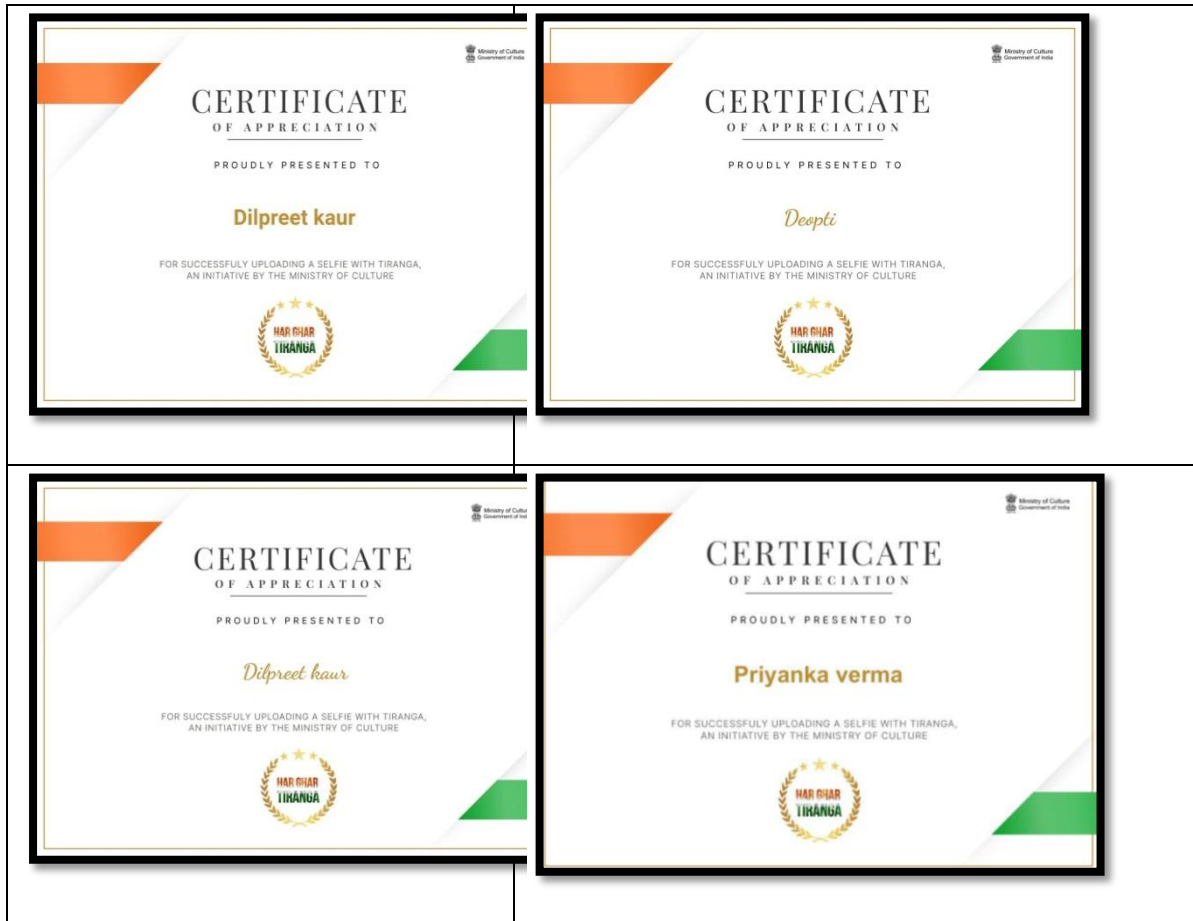 Ministry of Culture
Government of India
CERTIFICATE
OF APPRECIATION
PROUDLY PRESENTED TO
Dilpreet kaur
FOR SUCCESSFULY UPLOADING A SELFIE WITH TIRANGA,
AN INITIATIVE BY THE MINISTRY OF CULTURE
HAR GHAR
TIRANGA
Ministry of Culture
Government of India
CERTIFICATE
OF APPRECIATION
PROUDLY PRESENTED TO
Deopti
FOR SUCCESSFULY UPLOADING A SELFIE WITH TIRANGA,
AN INITIATIVE BY THE MINISTRY OF CULTURE
HAR GHAR
TIRANGA
Ministry of Cultu
Government of Ind
CERTIFICATE
OF APPRECIATION
PROUDLY PRESENTED TO
Dilpreet kaur
FOR SUCCESSFULY UPLOADING A SELFIE WITH TIRANGA,
AN INITIATIVE BY THE MINISTRY OF CULTURE
HAR GHAR
TIRANGA
Ministry of Culture
Government of India
CERTIFICATE
OF APPRECIATION
PROUDLY PRESENTED TO
Priyanka verma
FOR SUCCESSFULY UPLOADING A SELFIE WITH TIRANGA,
AN INITIATIVE BY THE MINISTRY OF CULTURE
HAR GHAR
TIRANGA